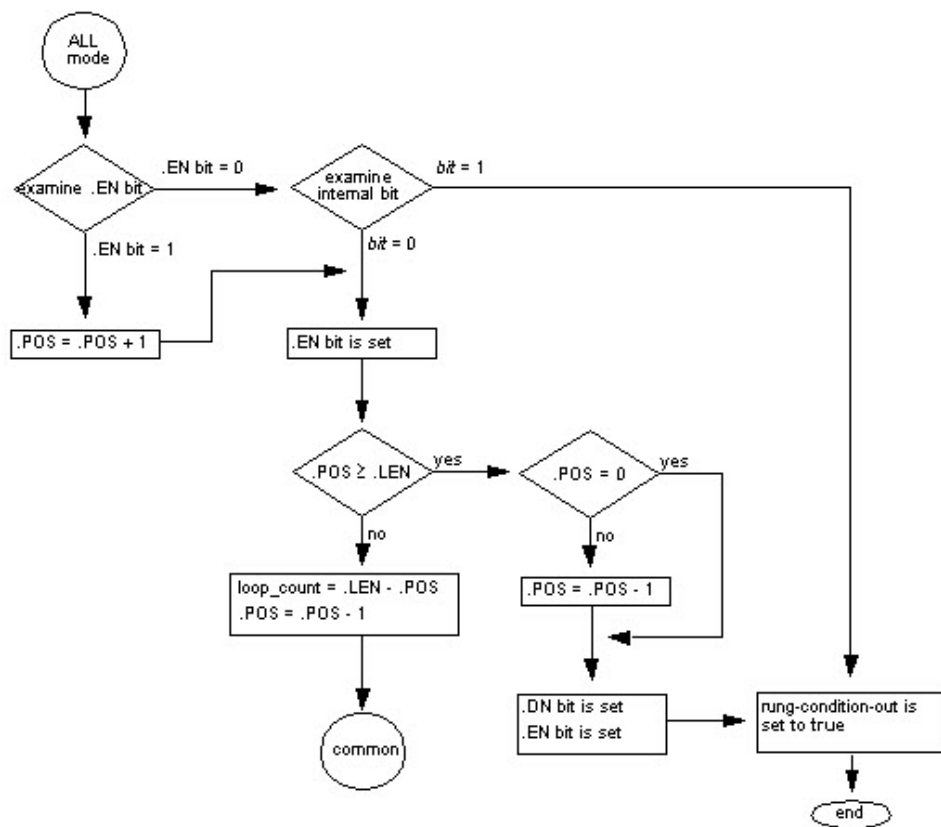 ALL
mode
.EN bit = 0
bit = 1
examine .EN bit
examine
internal bit
.EN bit = 1
bit = 0
.POS = .POS + 1
.EN bit is set
.POS ≥ .LEN
yes
.POS = 0
yes
no
no
loop_count = .LEN - .POS
.POS = .POS - 1
.POS = .POS - 1
.DN bit is set
.EN bit is set
rung-condition-out is
set to true
common
end